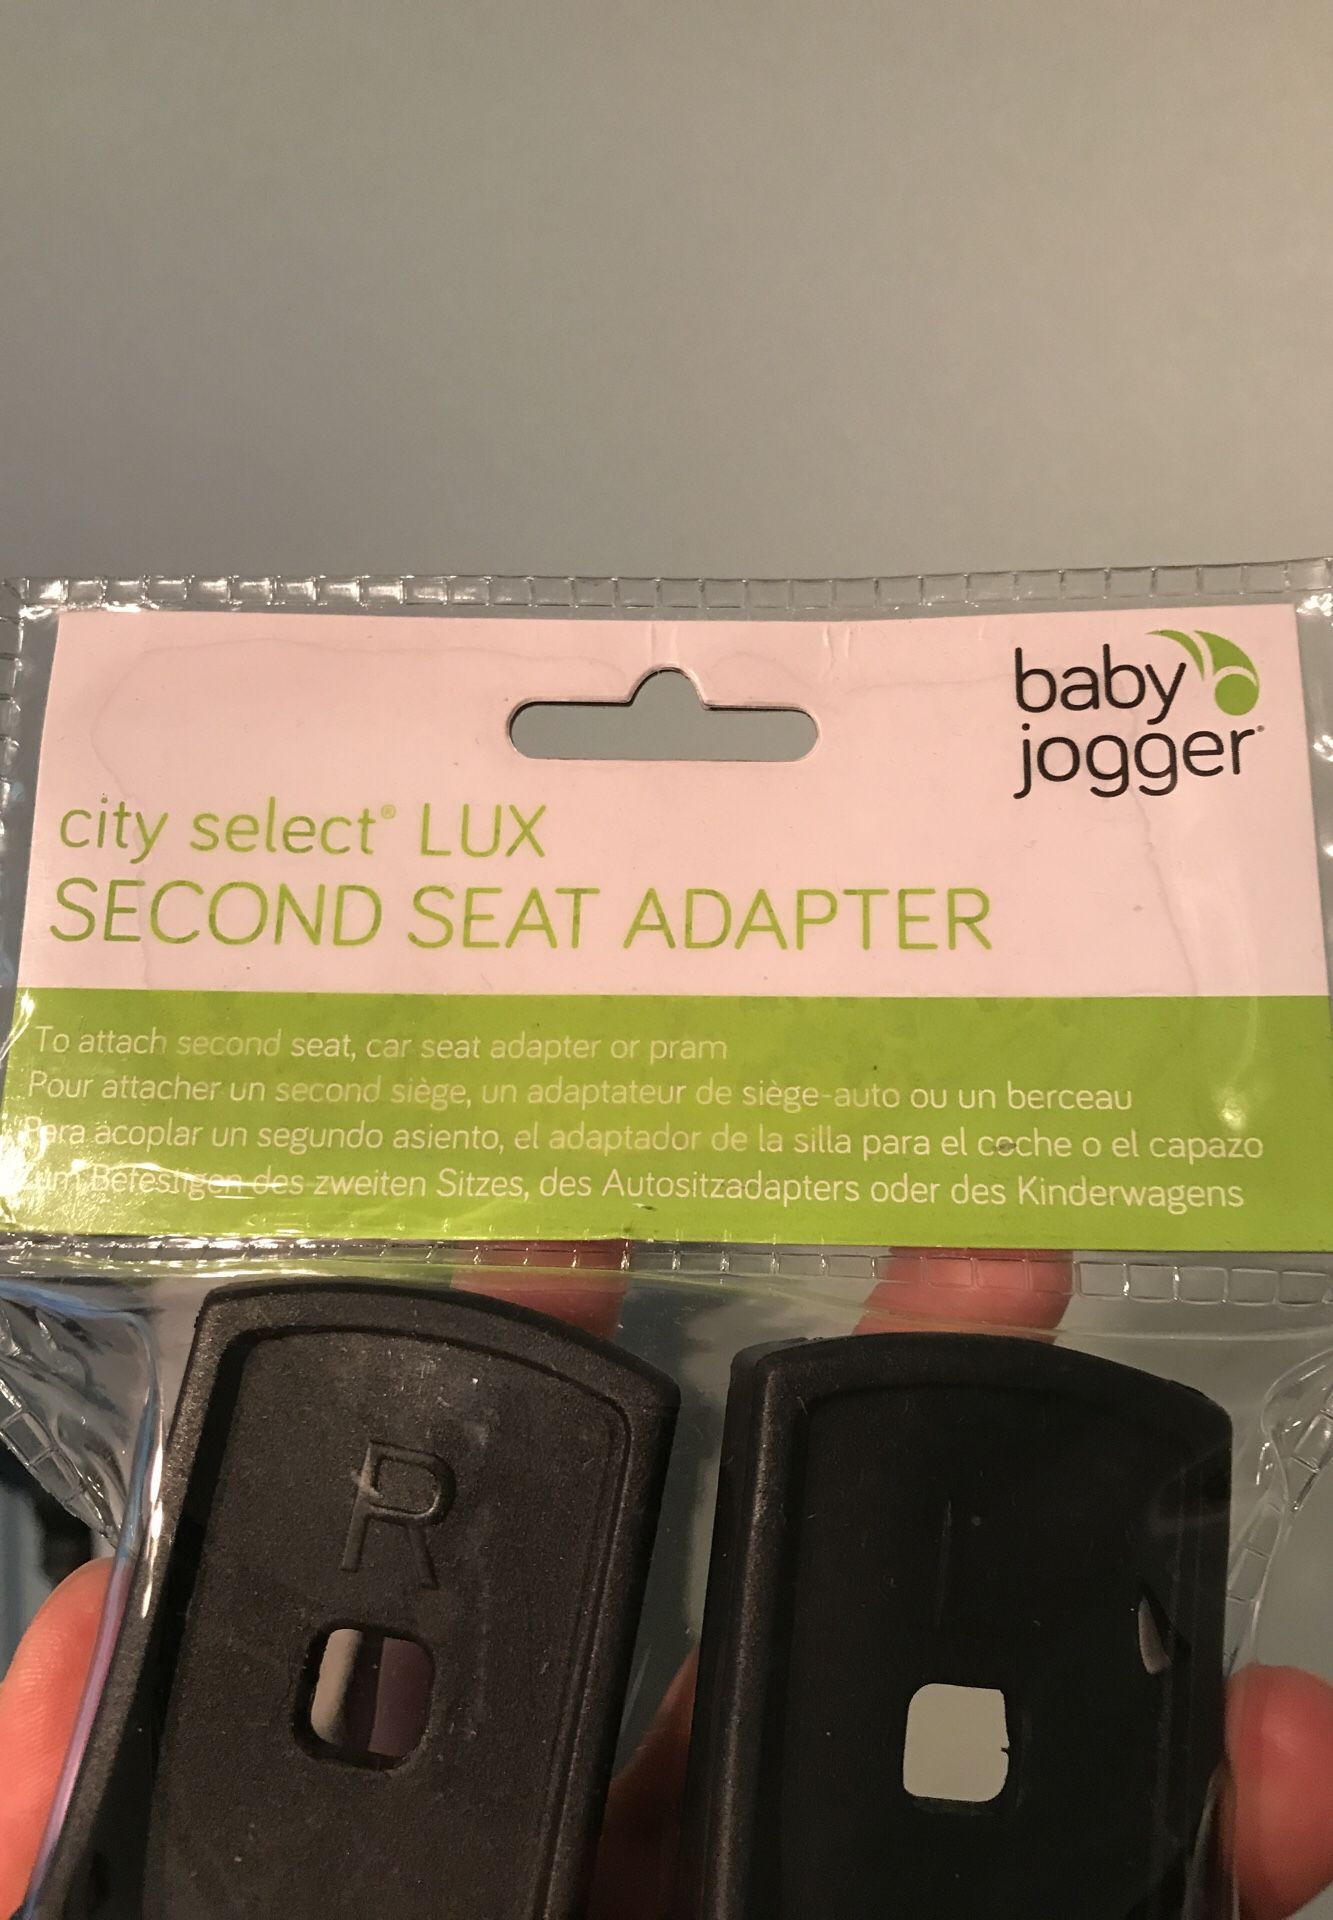 baby
jogger®
city select® LUX
SECOND SEAT ADAPTER
To attach second seat, car seat adapter or pram
Pour attacher un second siège, un adaptateur de siège-auto ou un berceau
Para acoplar un segundo asiento, el adaptador de la silla para el coche o el capazo
Zum Befestigen des zweiten Sitzes, des Autositzadapters oder des Kinderwagens
R